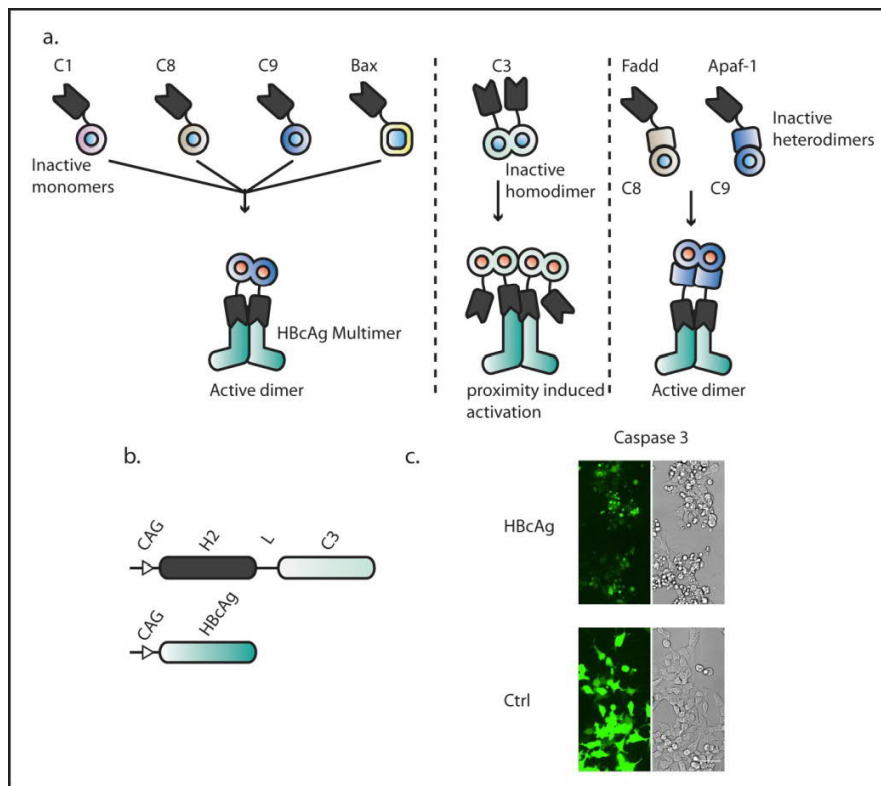 a.
C1 C8 C9 Bax
Inactive
monomers
HBcAg Multimer
Active dimer
C3
Inactive
homodimer
proximity induced
activation
Fadd Apaf-1
Inactive
heterodimers
C8 C9
Active dimer
b.
CAG H2 L C3
CAG HBcAg
c.
Caspase 3
HBcAg
Ctrl